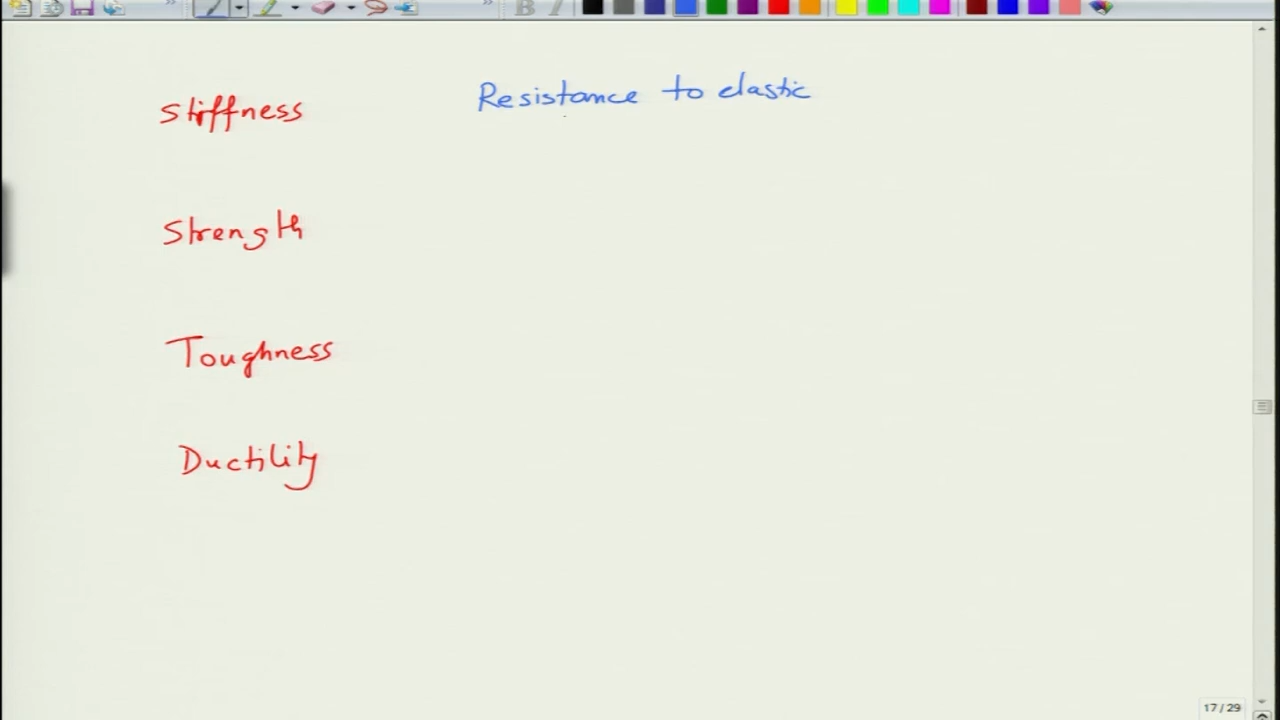 B I
Stiffness Resistance to elastic
Strength
Toughness
Ductility
17 / 29